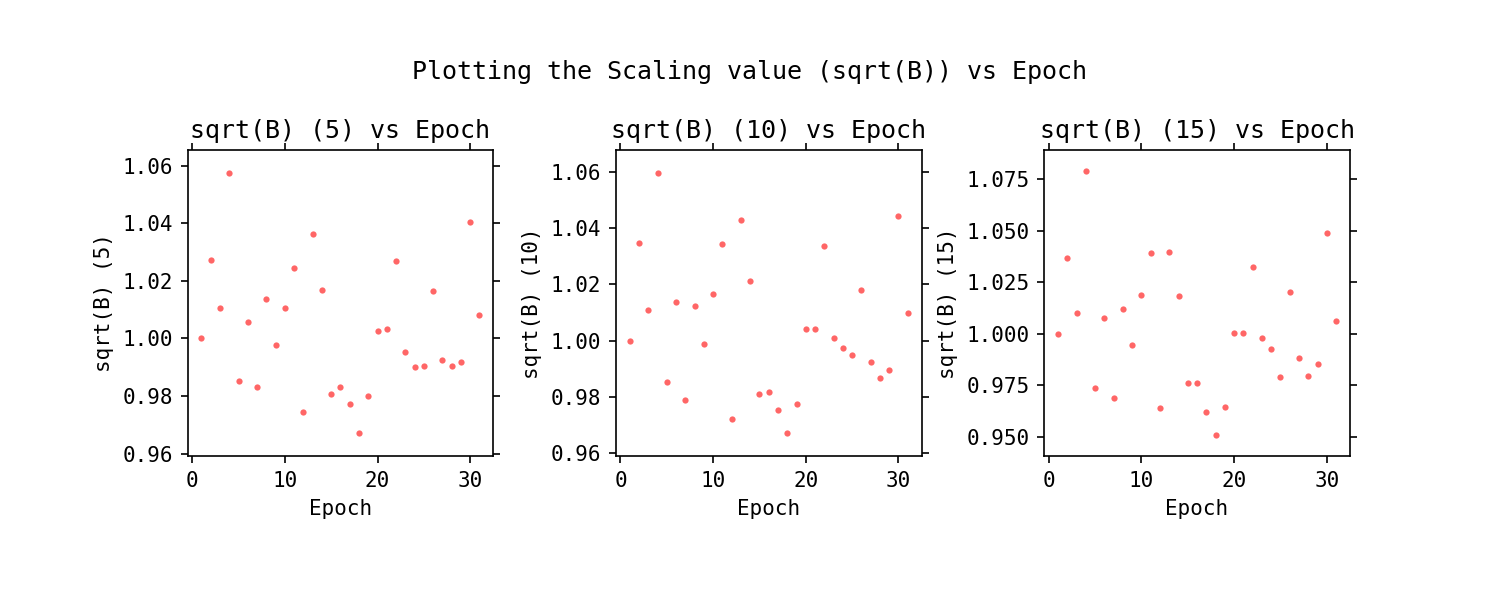 Plotting the Scaling value (sqrt(B)) vs Epoch
sqrt(B) (5) vs Epoch
sqrt(B) (5)
1.06
1.04
1.02
1.00
0.98
0.96
0 10 20 30
Epoch
sqrt(B) (10) vs Epoch
sqrt(B) (10)
1.06
1.04
1.02
1.00
0.98
0.96
0 10 20 30
Epoch
sqrt(B) (15) vs Epoch
sqrt(B) (15)
1.075
1.050
1.025
1.000
0.975
0.950
0 10 20 30
Epoch